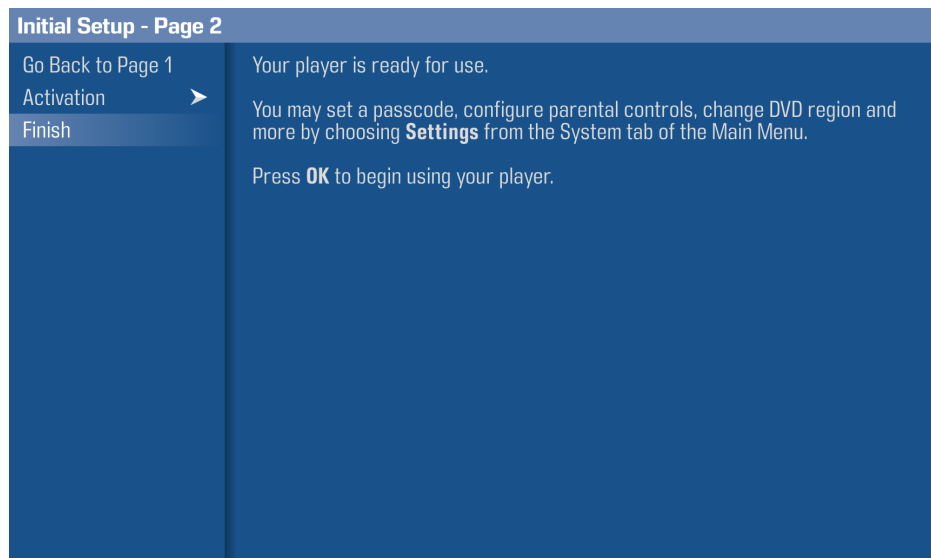 Initial Setup - Page 2
Go Back to Page 1
Activation
Finish
Your player is ready for use.
You may set a passcode, configure parental controls, change DVD region and
more by choosing Settings from the System tab of the Main Menu.
Press OK to begin using your player.